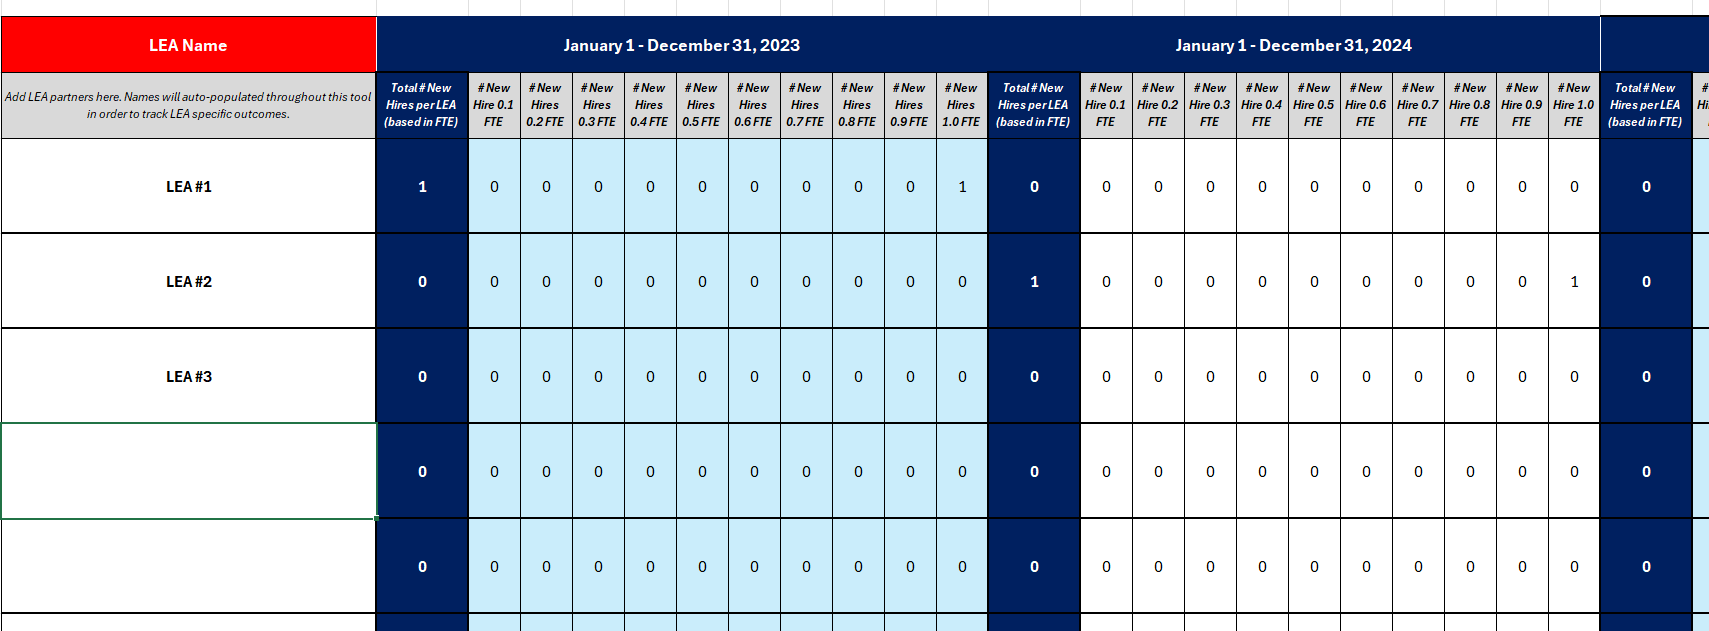 LEA Name January 1 - December 31, 2023 January 1 - December 31, 2024
Add LEA partners here. Names will auto-populated throughout this tool
in order to track LEA specific outcomes.
Total # New
Hires per LEA
(based in FTE)
# New
Hire 0.1
FTE
# New
Hires
0.2 FTE
# New
Hires
0.3 FTE
# New
Hires
0.4 FTE
# New
Hires
0.5 FTE
# New
Hires
0.6 FTE
# New
Hires
0.7 FTE
# New
Hires
0.8 FTE
# New
Hires
0.9 FTE
# New
Hires
1.0 FTE
Total # New
Hires per LEA
(based in FTE)
# New
Hire 0.1
FTE
# New
Hire 0.2
FTE
# New
Hire 0.3
FTE
# New
Hire 0.4
FTE
# New
Hire 0.5
FTE
# New
Hire 0.6
FTE
# New
Hire 0.7
FTE
# New
Hire 0.8
FTE
# New
Hire 0.9
FTE
# New
Hire 1.0
FTE
Total # New
Hires per LEA
(based in FTE)
LEA #1 1 0 0 0 0 0 0 0 0 0 1 0 0 0 0 0 0 0 0 0 0 0 0
LEA #2 0 0 0 0 0 0 0 0 0 0 0 1 0 0 0 0 0 0 0 0 0 1 0
LEA #3 0 0 0 0 0 0 0 0 0 0 0 0 0 0 0 0 0 0 0 0 0 0 0
0 0 0 0 0 0 0 0 0 0 0 0 0 0 0 0 0 0 0 0 0 0 0
0 0 0 0 0 0 0 0 0 0 0 0 0 0 0 0 0 0 0 0 0 0 0